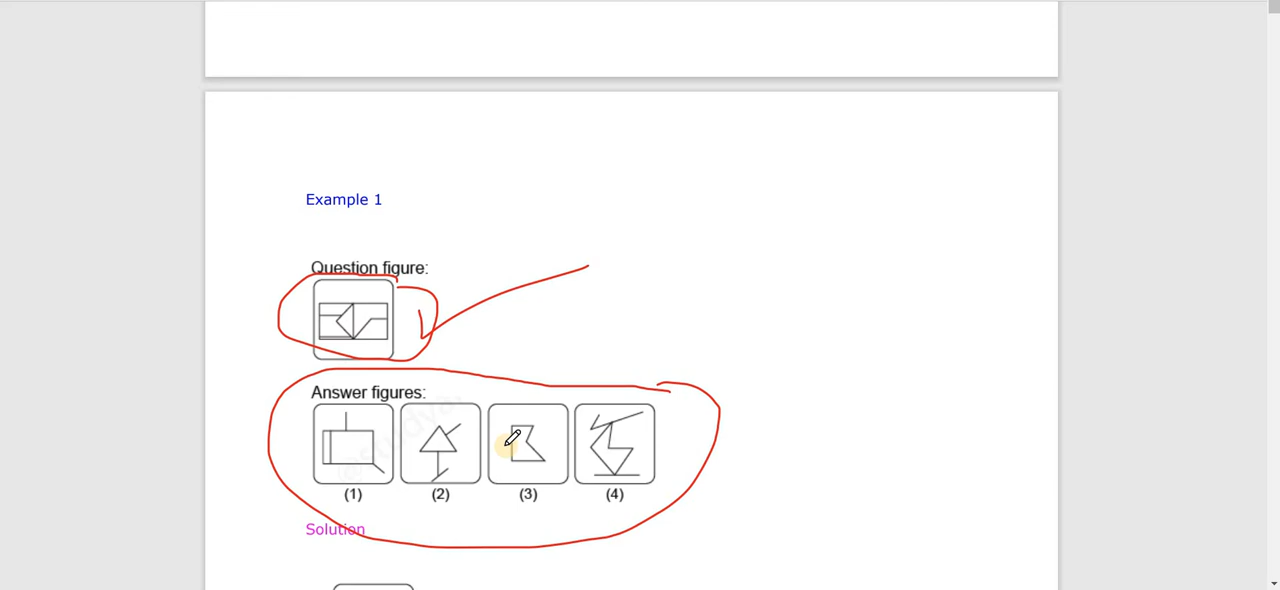 Example 1
Question figure:
Answer figures:
(1) (2) (3) (4)
Solution